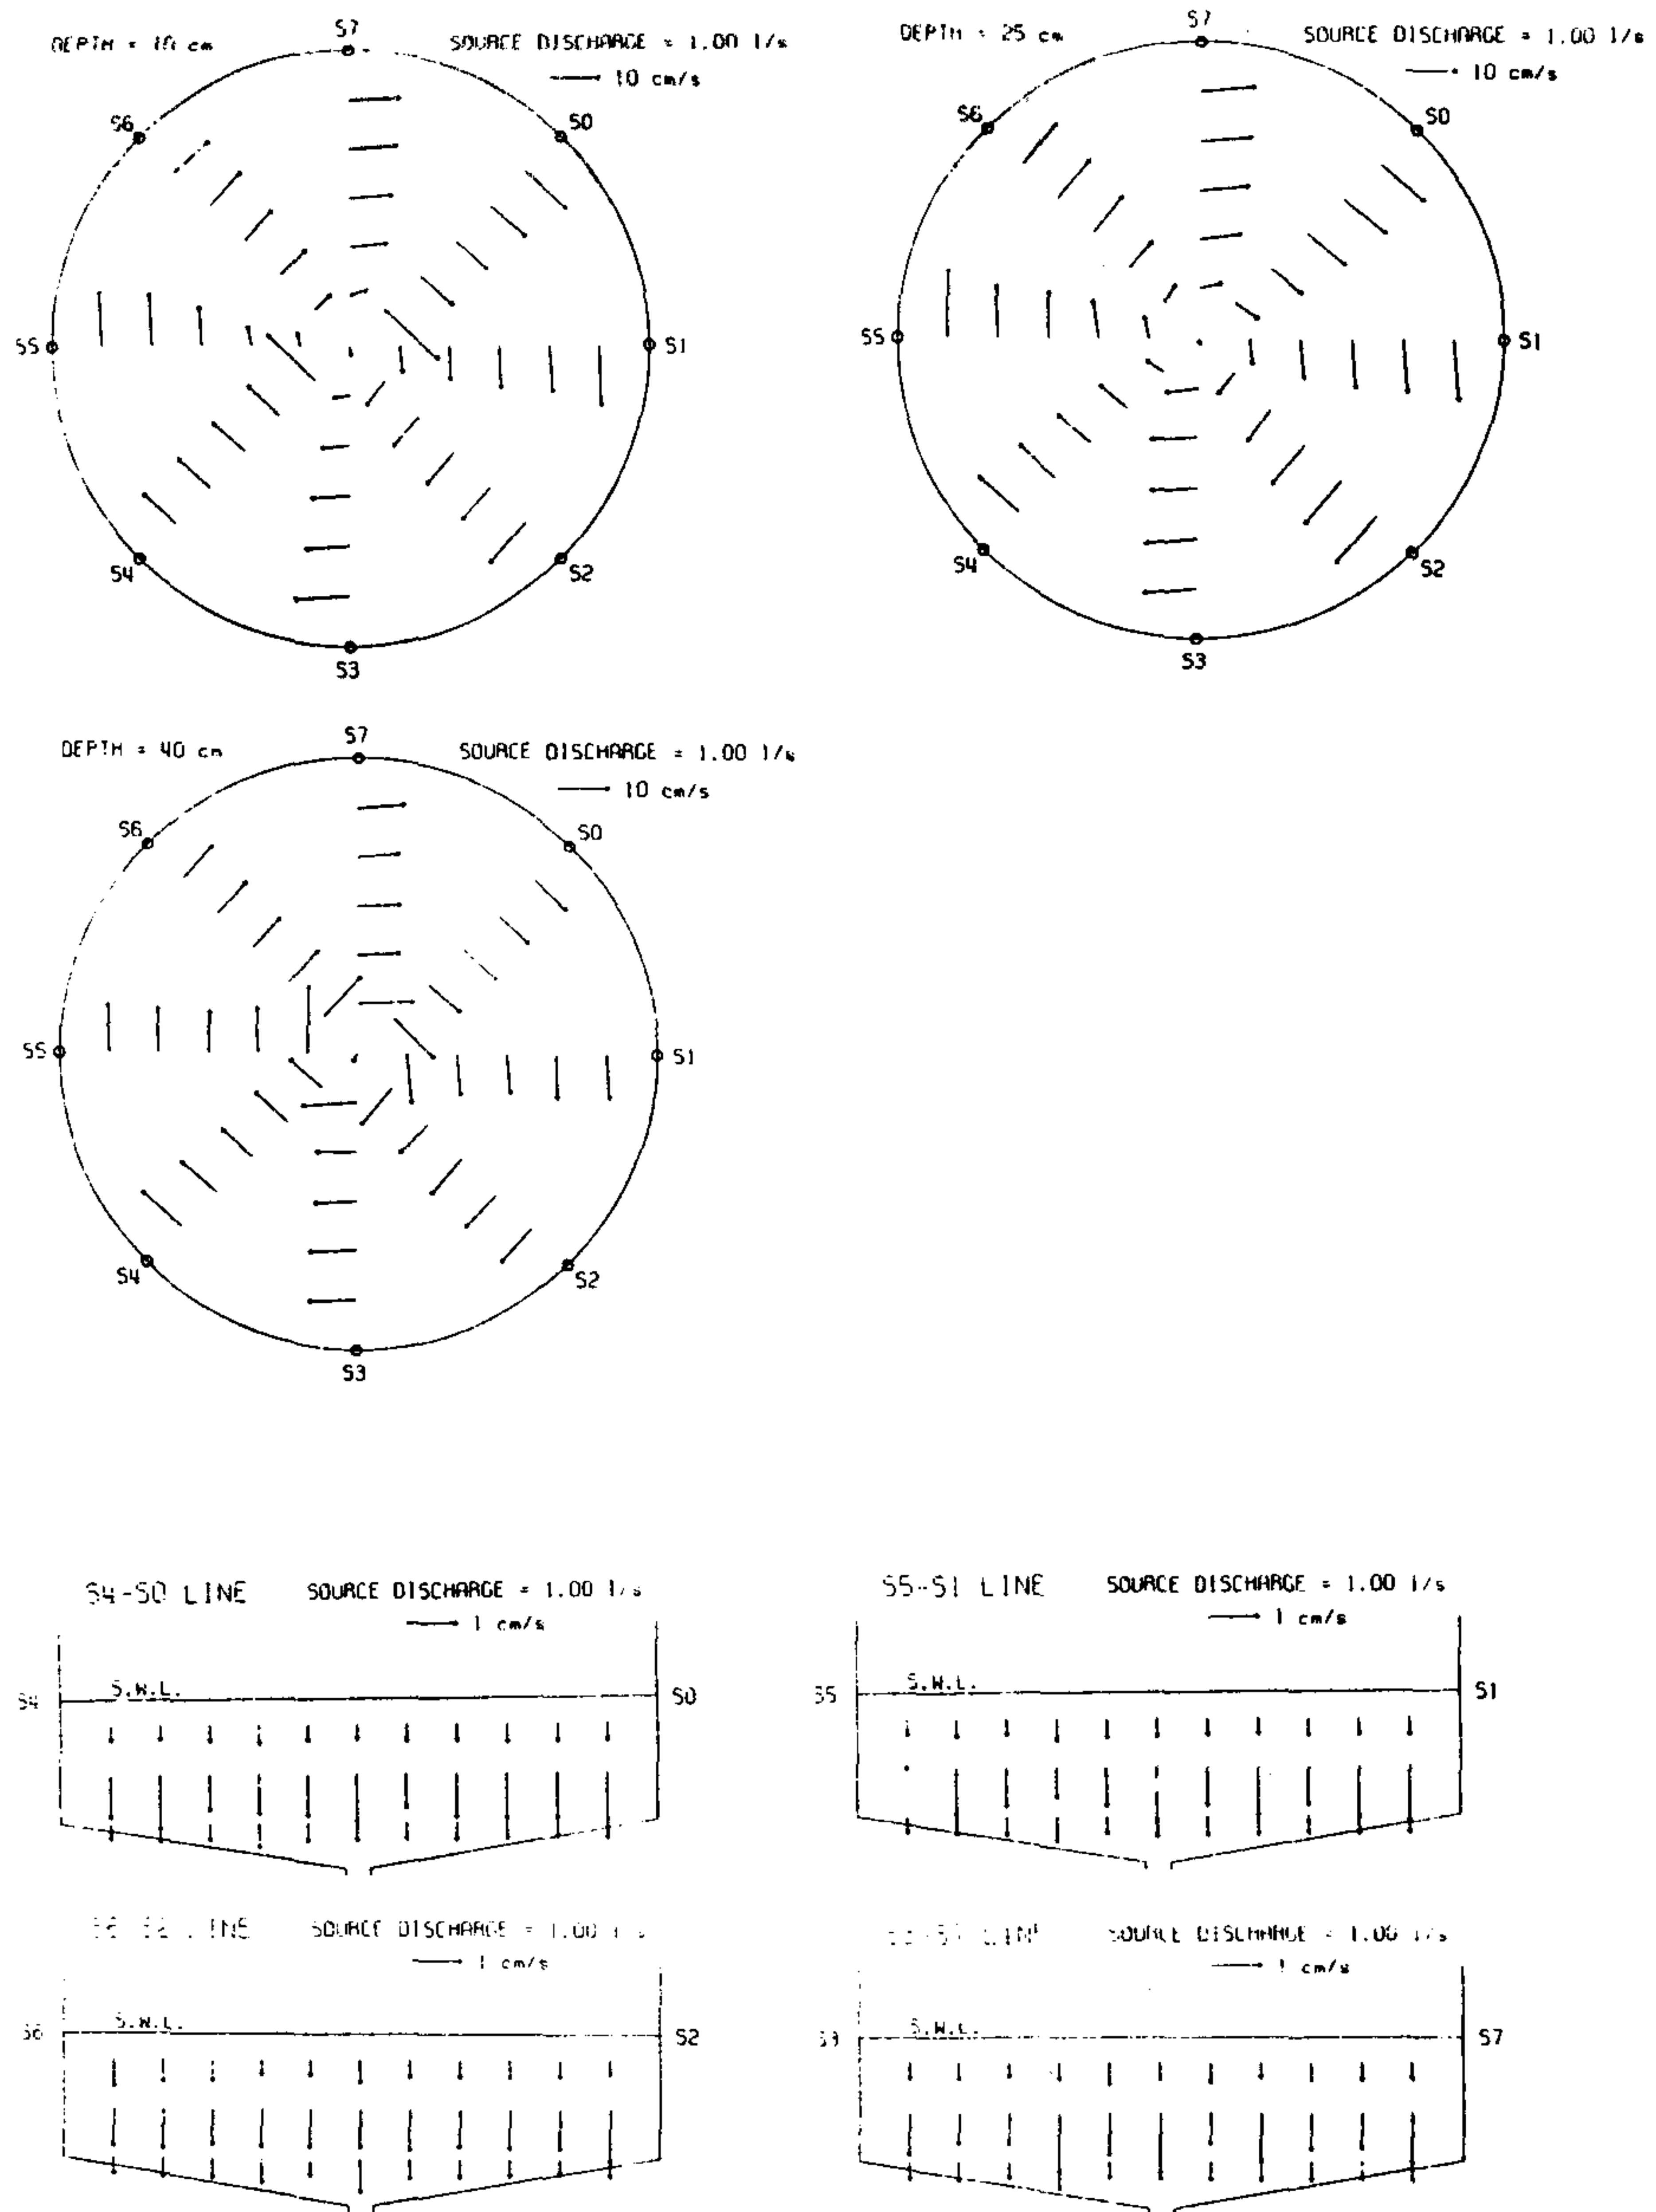 S7
DEPTH = 10 cm
SOURCE DISCHARGE = 1.00 l/s
10 cm/s
S6
S0
S5
S1
S4
S2
S3
S7
DEPTH = 25 cm
SOURCE DISCHARGE = 1.00 l/s
10 cm/s
S6
S0
S5
S1
S4
S2
S3
S7
DEPTH = 40 cm
SOURCE DISCHARGE = 1.00 l/s
10 cm/s
S6
S0
S5
S1
S4
S2
S3
S4-S0 LINE
SOURCE DISCHARGE = 1.00 l/s
1 cm/s
S.W.L.
S4
S0
S5-S1 LINE
SOURCE DISCHARGE = 1.00 l/s
1 cm/s
S.W.L.
S5
S1
LINE
SOURCE DISCHARGE = 1.00
1 cm/s
S.W.L.
S6
S2
LINE
SOURCE DISCHARGE = 1.00 l/s
1 cm/s
S.W.L.
S3
S7